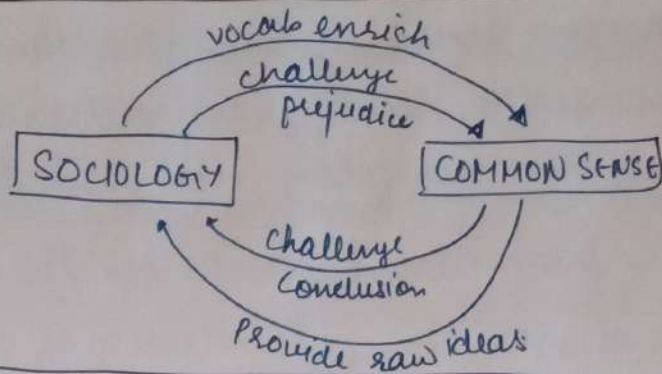 vocab enrich
challenge
prejudice
SOCIOLOGY
COMMON SENSE
challenge
Conclusion
Provide raw ideas